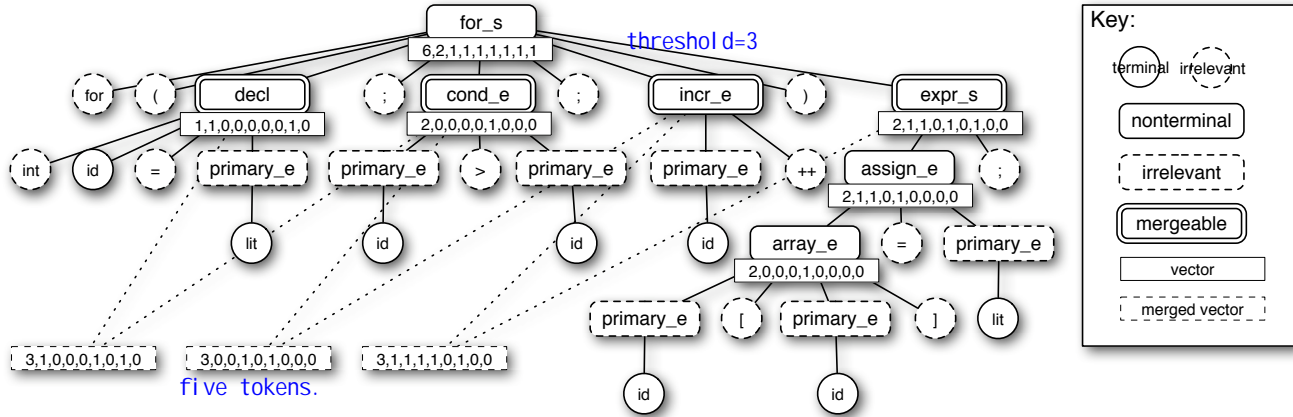 for_s
6,2,1,1,1,1,1,1,1
threshold=3
for
(
decl
1,1,0,0,0,0,0,1,0
;
cond_e
2,0,0,0,0,1,0,0,0
;
incr_e
)
expr_s
2,1,1,0,1,0,1,0,0
int
id
=
primary_e
primary_e
>
primary_e
primary_e
++
assign_e
2,1,1,0,1,0,0,0,0
;
lit
id
id
id
array_e
2,0,0,0,1,0,0,0,0
=
primary_e
primary_e
[
primary_e
]
lit
3,1,0,0,0,1,0,1,0
3,0,0,1,0,1,0,0,0
3,1,1,1,1,0,1,0,0
five tokens.
id
id
Key:
terminal
irrelevant
nonterminal
irrelevant
mergeable
vector
merged vector